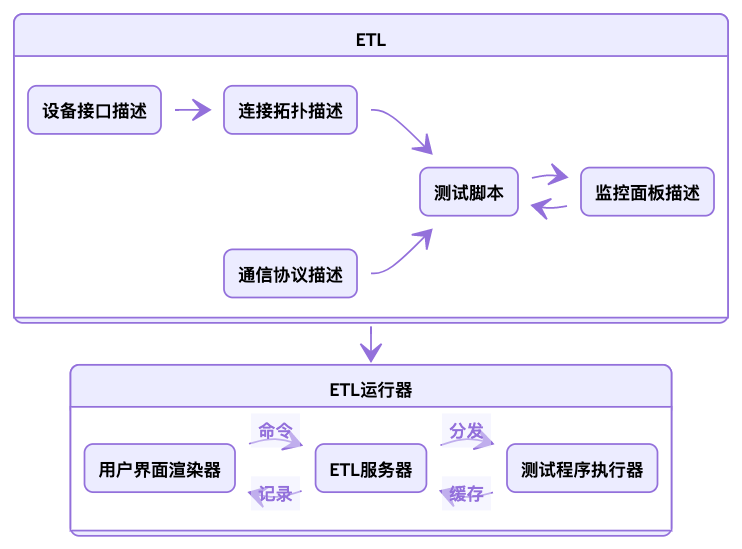 ETL
设备接口描述
连接拓扑描述
测试脚本
监控面板描述
通信协议描述
ETL运行器
命令
分发
用户界面渲染器
ETL服务器
测试程序执行器
记录
缓存